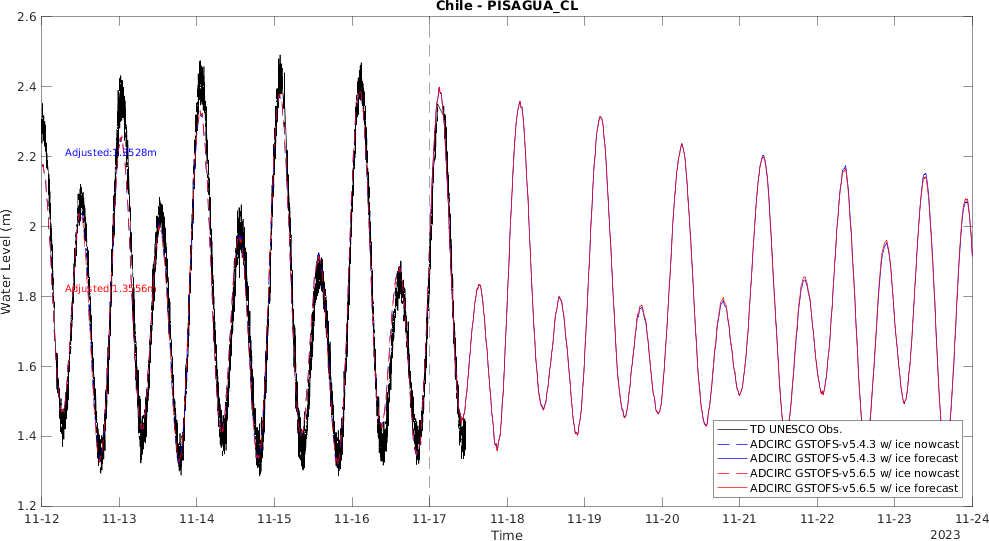 Chile - PISAGUA_CL
2.6
2.4
2.2
2
1.8
1.6
1.4
1.2
Water Level (m)
Adjusted:1.3528m
Adjusted:1.3556m
TD UNESCO Obs.
ADCIRC GSTOFS-v5.4.3 w/ ice nowcast
ADCIRC GSTOFS-v5.4.3 w/ ice forecast
ADCIRC GSTOFS-v5.6.5 w/ ice nowcast
ADCIRC GSTOFS-v5.6.5 w/ ice forecast
11-12 11-13 11-14 11-15 11-16 11-17 11-18 11-19 11-20 11-21 11-22 11-23 11-24
Time
2023